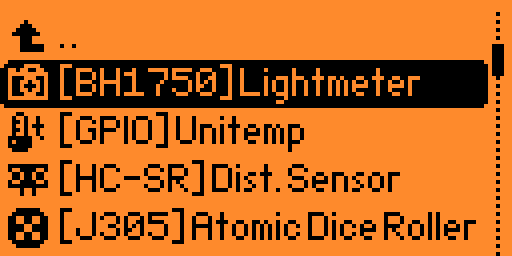 ..
[BH1750]Lightmeter
[GPIO]Unitemp
[HC-SR]Dist. Sensor
[J305]Atomic Dice Roller